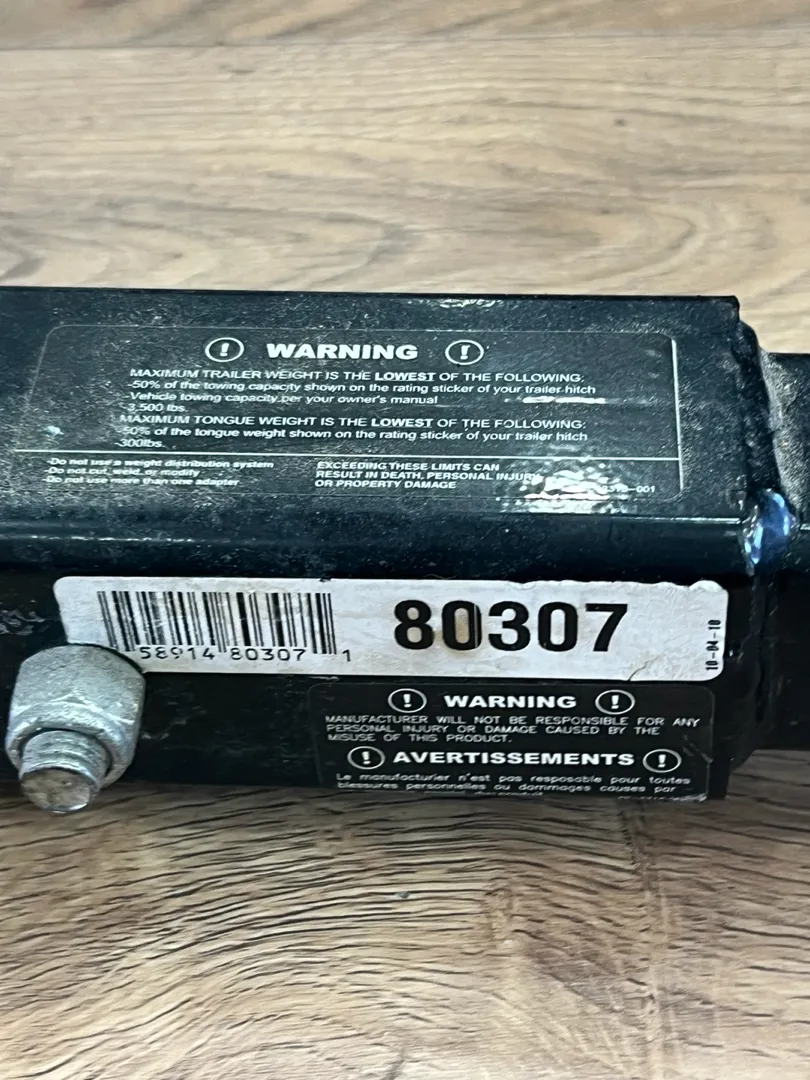 ! WARNING !
MAXIMUM TRAILER WEIGHT IS THE LOWEST OF THE FOLLOWING:
-50% of the towing capacity shown on the rating sticker of your trailer hitch
-Vehicle towing capacity per your owner's manual
-3,500 lbs.
MAXIMUM TONGUE WEIGHT IS THE LOWEST OF THE FOLLOWING:
-50% of the tongue weight shown on the rating sticker of your trailer hitch
-300lbs.
-Do not use a weight distribution system
-Do not cut, weld, or modify
-Do not use more than one adapter
EXCEEDING THESE LIMITS CAN
RESULT IN DEATH, PERSONAL INJURY
OR PROPERTY DAMAGE
-001
58914 80307 1
80307
10-04-10
! WARNING !
MANUFACTURER WILL NOT BE RESPONSIBLE FOR ANY
PERSONAL INJURY OR DAMAGE CAUSED BY THE
MISUSE OF THIS PRODUCT.
! AVERTISSEMENTS !
Le manufacturier n'est pas resposable pour toutes
blessures personnelles ou dommages causes par